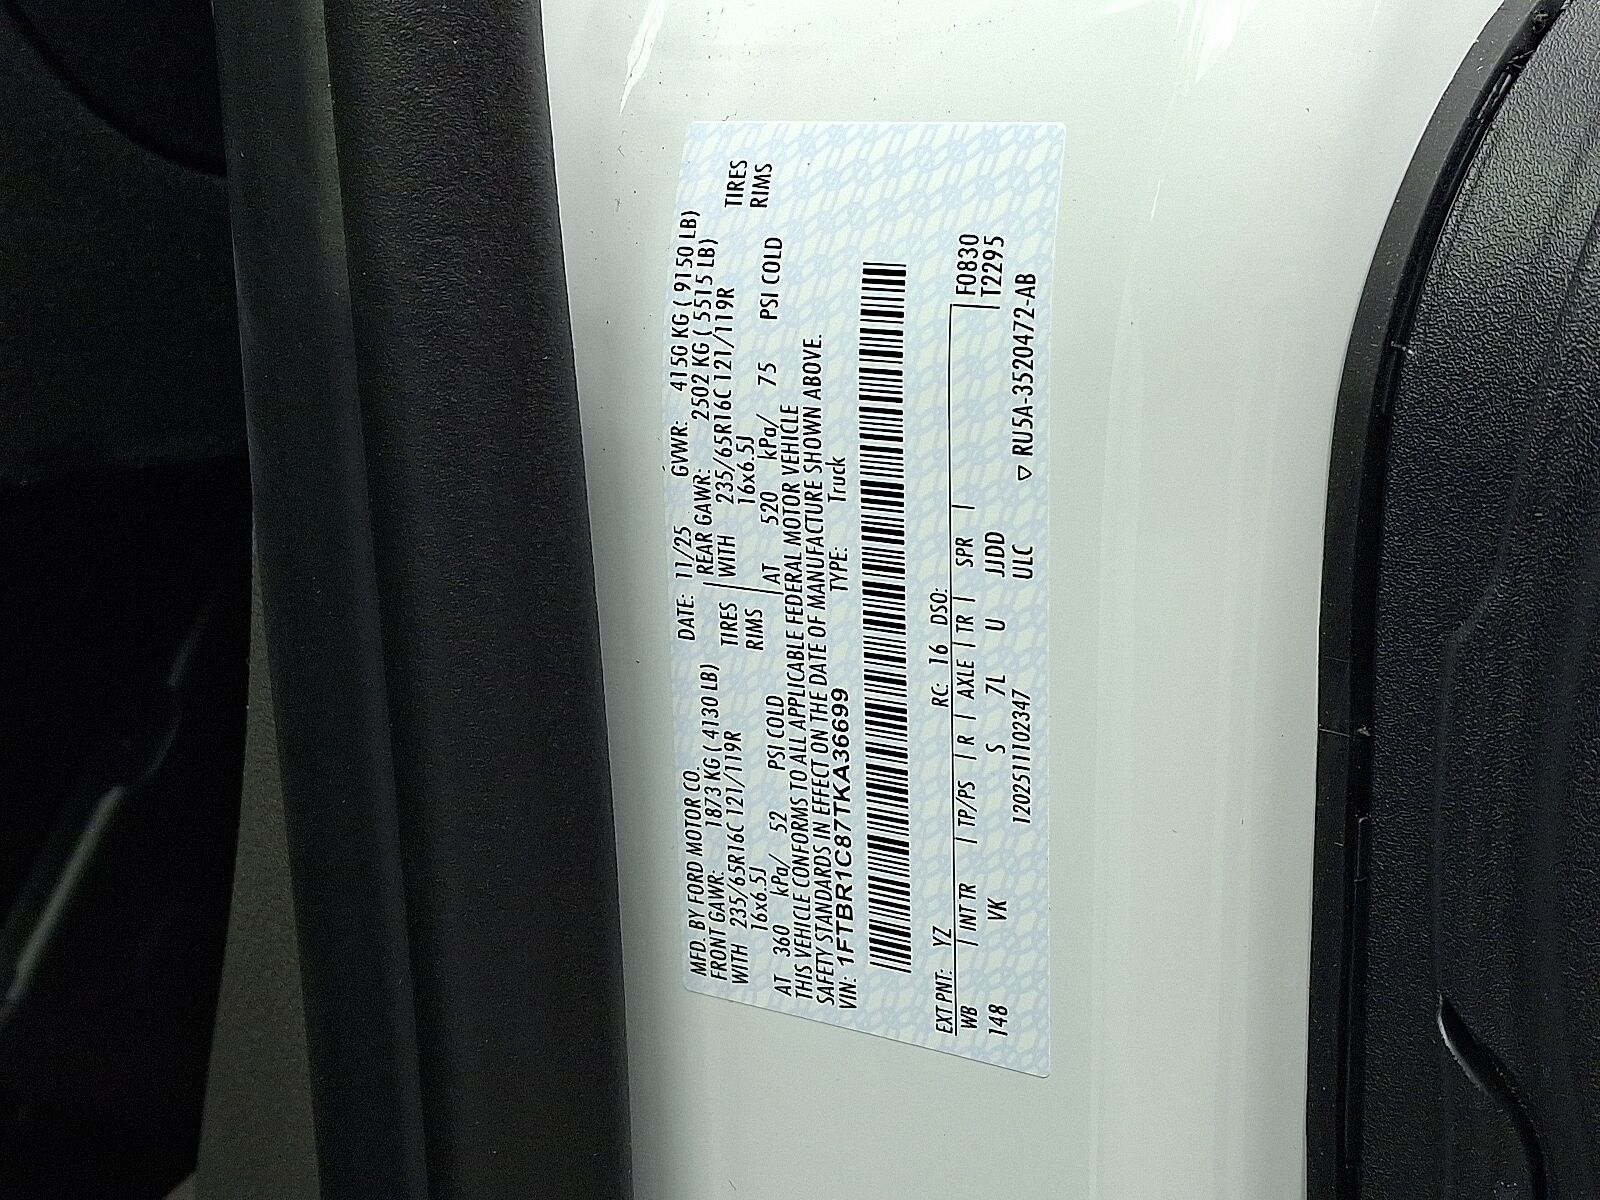 MFD. BY FORD MOTOR CO.
DATE: 11/25 GVWR: 4150 KG ( 9150 LB)
FRONT GAWR: 1873 KG ( 4130 LB)
REAR GAWR: 2502 KG ( 5515 LB)
WITH 235/65R16C 121/119R TIRES
WITH 235/65R16C 121/119R TIRES
16x6.5J RIMS
16x6.5J RIMS
AT 360 kPa/ 52 PSI COLD
AT 520 kPa/ 75 PSI COLD
THIS VEHICLE CONFORMS TO ALL APPLICABLE FEDERAL MOTOR VEHICLE
SAFETY STANDARDS IN EFFECT ON THE DATE OF MANUFACTURE SHOWN ABOVE.
VIN: 1FTBR1C87TKA36699 TYPE: Truck
EXT PNT: YZ RC: 16 DSO: F0830
WB | INT TR | TP/PS | R | AXLE | TR | SPR | T2295
148 VK S 7L U JJDD
1202511102347 ULC ▽ RU5A-3520472-AB